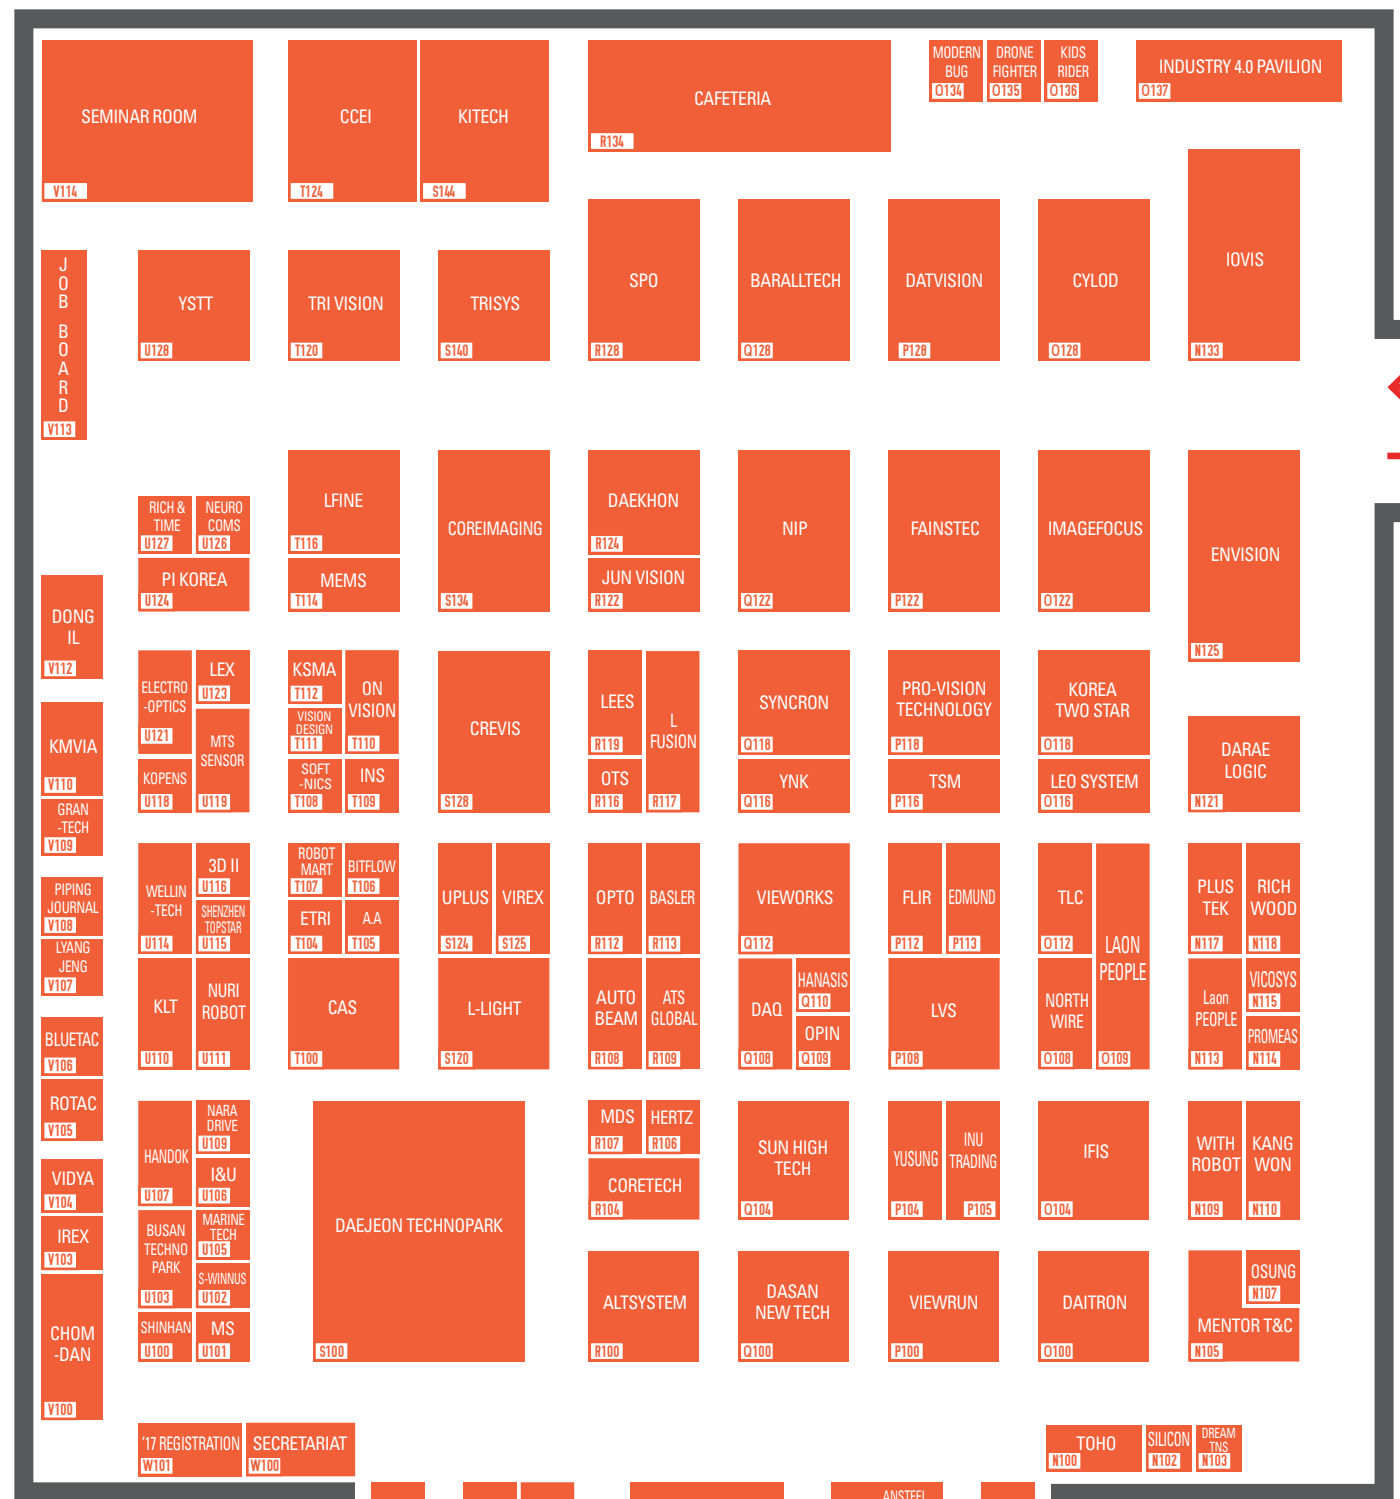 SEMINAR ROOM
V114
CCEI
T124
KITECH
S144
CAFETERIA
R134
MODERN
BUG
O134
DRONE
FIGHTER
O135
KIDS
RIDER
O136
INDUSTRY 4.0 PAVILION
O137
J
O
B
B
O
A
R
D
V113
YSTT
U128
TRI VISION
T120
TRISYS
S140
SPO
R128
BARALLTECH
Q128
DATVISION
P128
CYLOD
O128
IOVIS
N133
RICH &
TIME
U127
NEURO
COMS
U126
PI KOREA
U124
LFINE
T116
MEMS
T114
COREIMAGING
S134
DAEKHON
R124
JUN VISION
R122
NIP
Q122
FAINSTEC
P122
IMAGEFOCUS
O122
ENVISION
N125
DONG
IL
V112
KMVIA
V110
GRAN
-TECH
V109
ELECTRO
-OPTICS
U121
LEX
U123
MTS
SENSOR
U119
KOPENS
U118
KSMA
T112
VISION
DESIGN
T111
ON
VISION
T110
SOFT
-NICS
T108
INS
T109
CREVIS
S128
LEES
R119
OTS
R116
L
FUSION
R117
SYNCRON
Q118
YNK
Q116
PRO-VISION
TECHNOLOGY
P118
TSM
P116
KOREA
TWO STAR
O118
LEO SYSTEM
O116
DARAE
LOGIC
N121
PIPING
JOURNAL
V108
LYANG
JENG
V107
WELLIN
-TECH
U114
3D II
U116
SHENZHEN
TOPSTAR
U115
KLT
U110
NURI
ROBOT
U111
ROBOT
MART
T107
BITFLOW
T106
ETRI
T104
A.A
T105
CAS
T100
UPLUS
S124
VIREX
S125
L-LIGHT
S120
OPTO
R112
BASLER
R113
AUTO
BEAM
R108
ATS
GLOBAL
R109
VIEWORKS
Q112
DAQ
Q108
HANASIS
Q110
OPIN
Q109
FLIR
P112
EDMUND
P113
LVS
P108
TLC
O112
NORTH
WIRE
O108
LAON
PEOPLE
O109
PLUS
TEK
N117
RICH
WOOD
N118
Laon
PEOPLE
N113
VICOSYS
N115
PROMEAS
N114
BLUETAC
V106
ROTAC
V105
VIDYA
V104
IREX
V103
CHOM
-DAN
V100
HANDOK
U107
NARA
DRIVE
U109
I&U
U106
BUSAN
TECHNO
PARK
U103
MARINE
TECH
U105
S-WINNUS
U102
SHINHAN
U100
MS
U101
DAEJEON TECHNOPARK
S100
MDS
R107
HERTZ
R106
CORETECH
R104
ALTSYSTEM
R100
SUN HIGH
TECH
Q104
DASAN
NEW TECH
Q100
YUSUNG
P104
INU
TRADING
P105
VIEWRUN
P100
IFIS
O104
DAITRON
O100
WITH
ROBOT
N109
KANG
WON
N110
OSUNG
N107
MENTOR T&C
N105
'17 REGISTRATION
W101
SECRETARIAT
W100
TOHO
N100
SILICON
N102
DREAM
TNS
N103
ANSTEEL